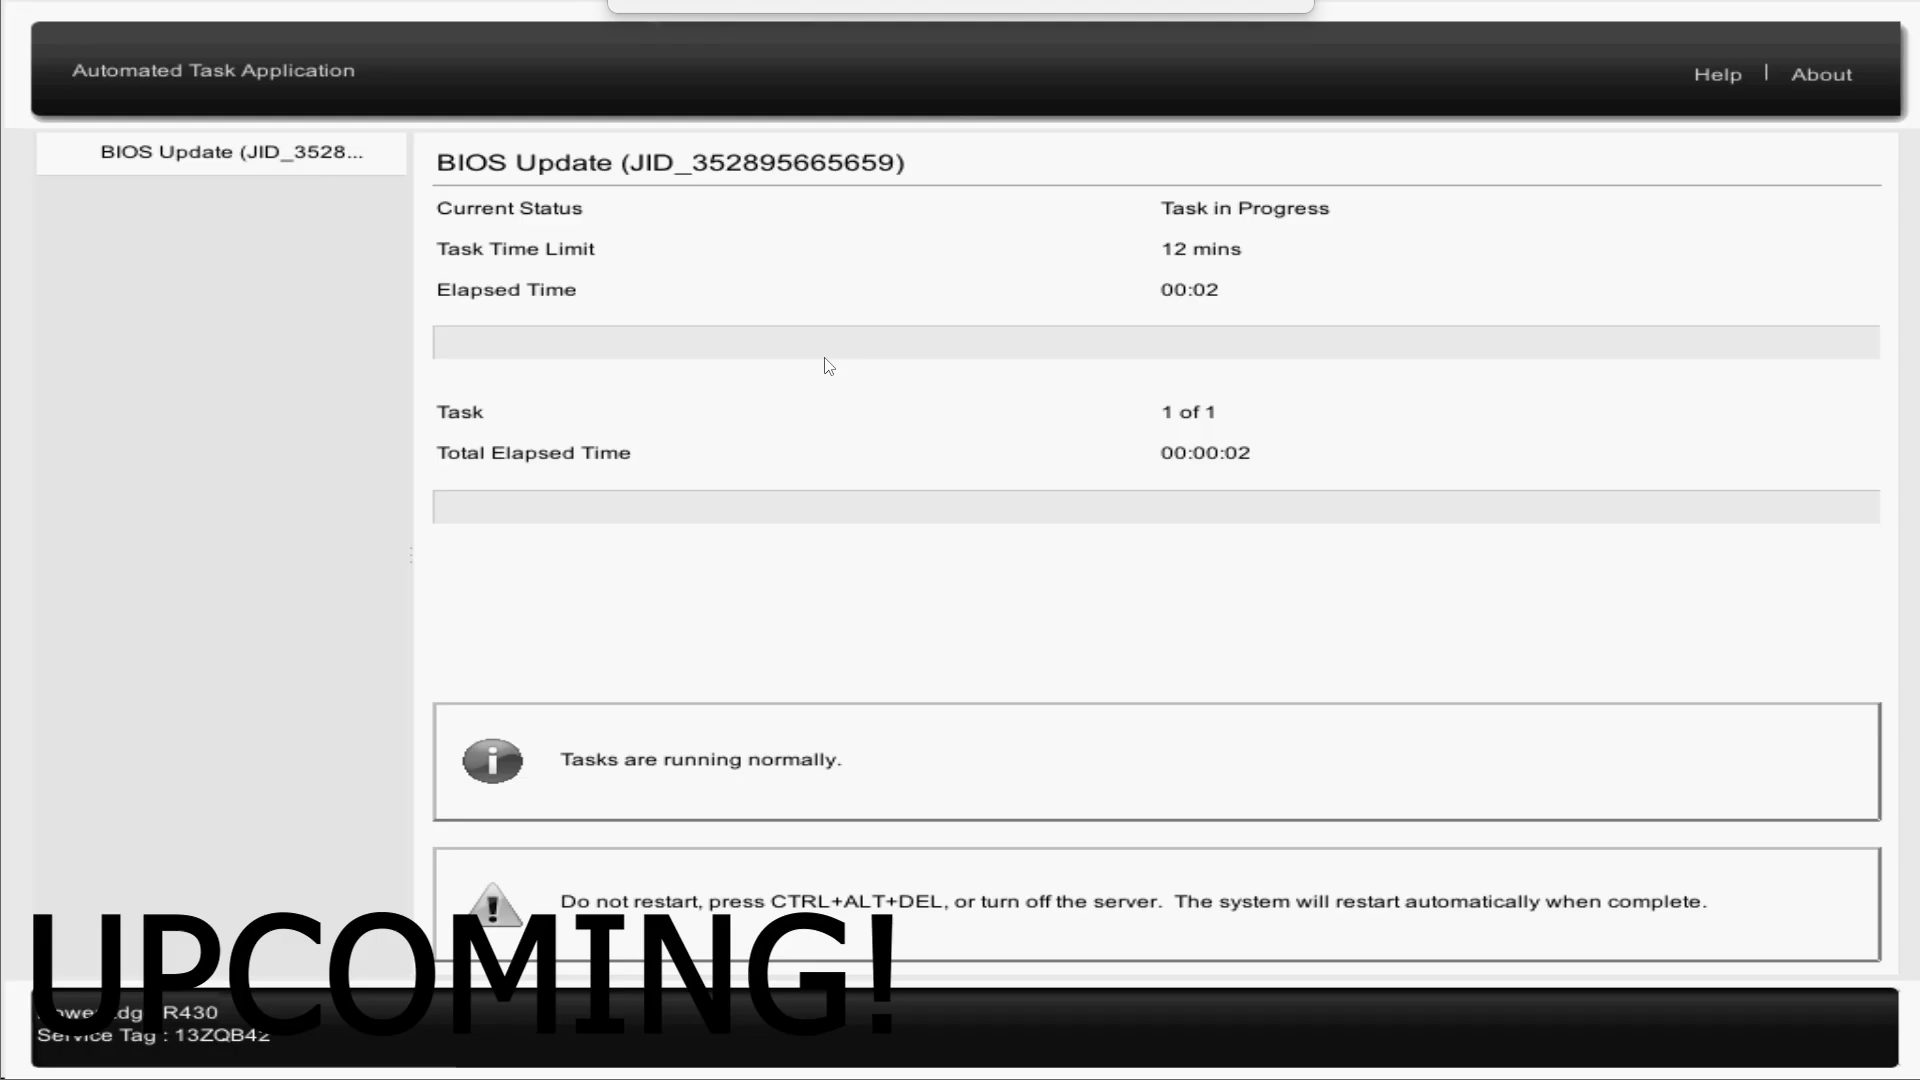 Automated Task Application
Help | About
BIOS Update (JID_3528...
BIOS Update (JID_352895665659)
Current Status Task in Progress
Task Time Limit 12 mins
Elapsed Time 00:02
Task 1 of 1
Total Elapsed Time 00:00:02
Tasks are running normally.
Do not restart, press CTRL+ALT+DEL, or turn off the server. The system will restart automatically when complete.
UPCOMING!
R430
Service Tag : 13ZQB42